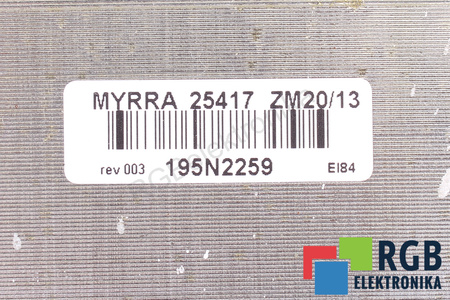 MYRRA 25417 ZM20/13
rev 003 195N2259 EI84
RGB
ELEKTRONIKA